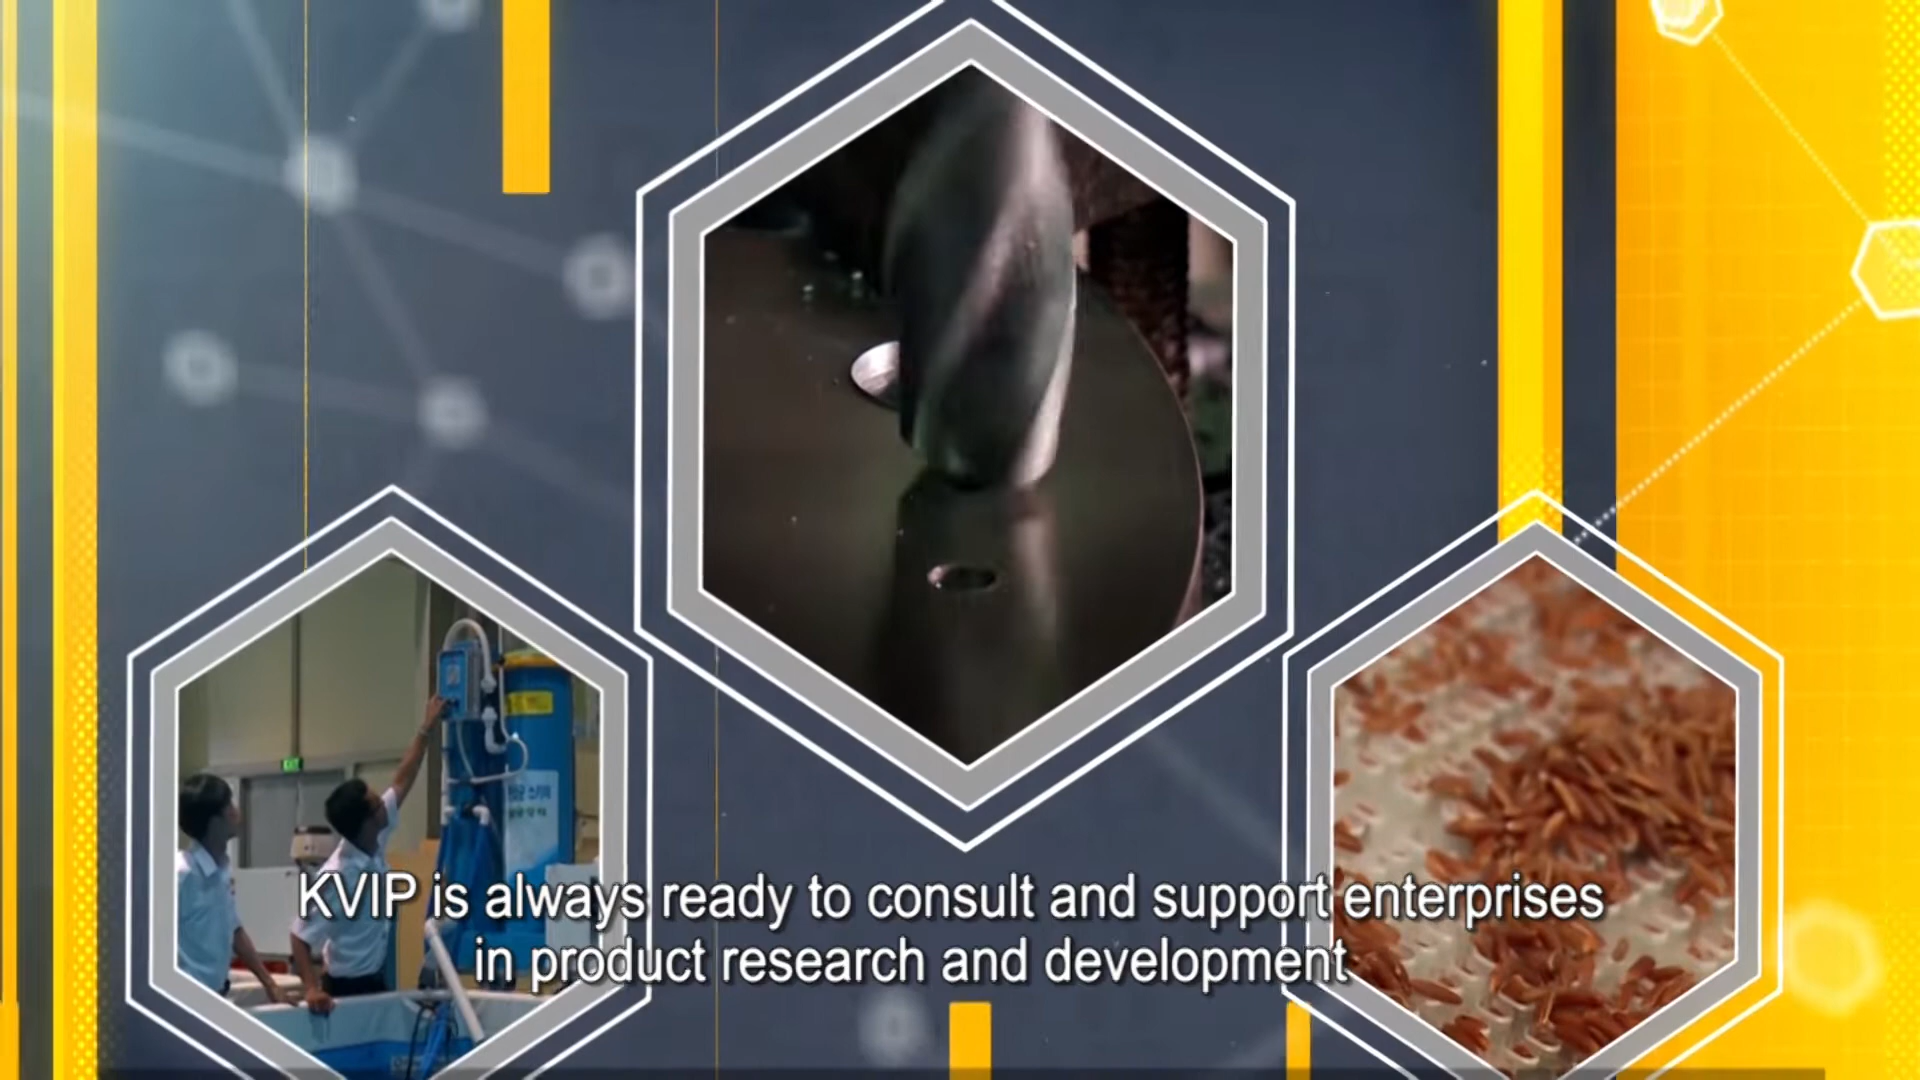 KVIP is always ready to consult and support enterprises
in product research and development